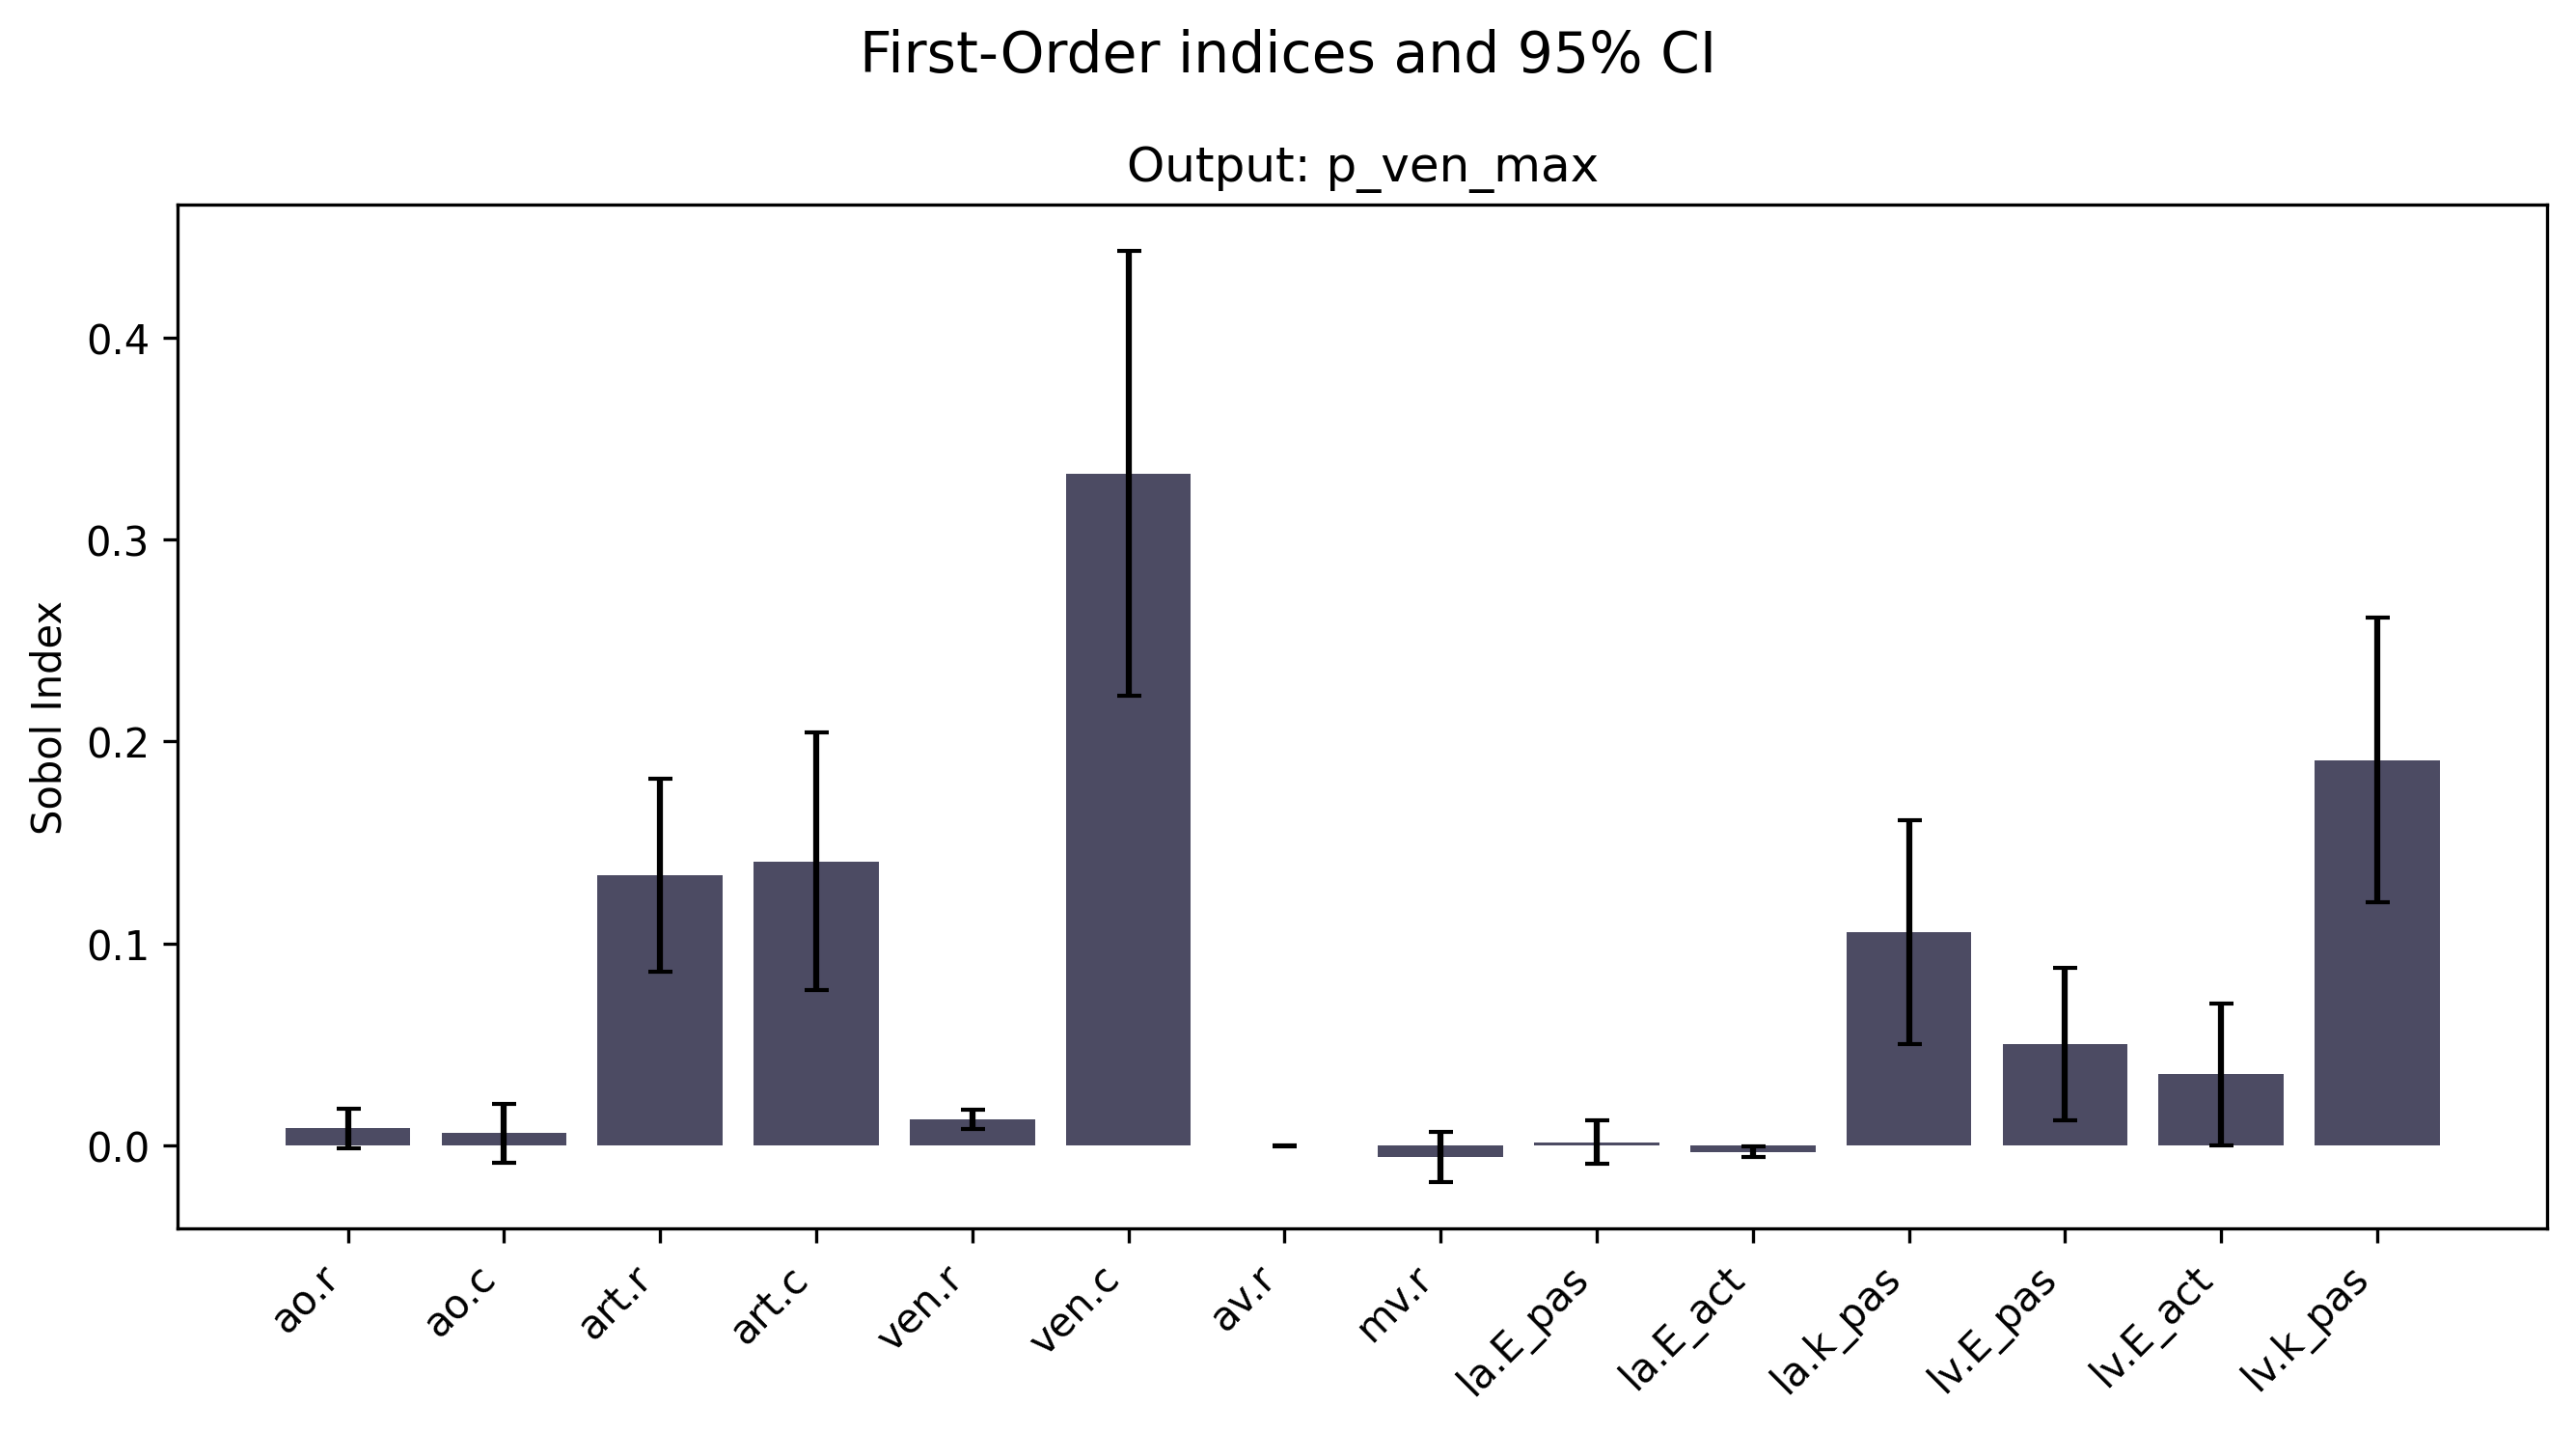 First-Order indices and 95% CI
Output: p_ven_max
Sobol Index
0.4
0.3
0.2
0.1
0.0
ao.r
ao.c
art.r
art.c
ven.r
ven.c
av.r
mv.r
la.E_pas
la.E_act
la.k_pas
lv.E_pas
lv.E_act
lv.k_pas